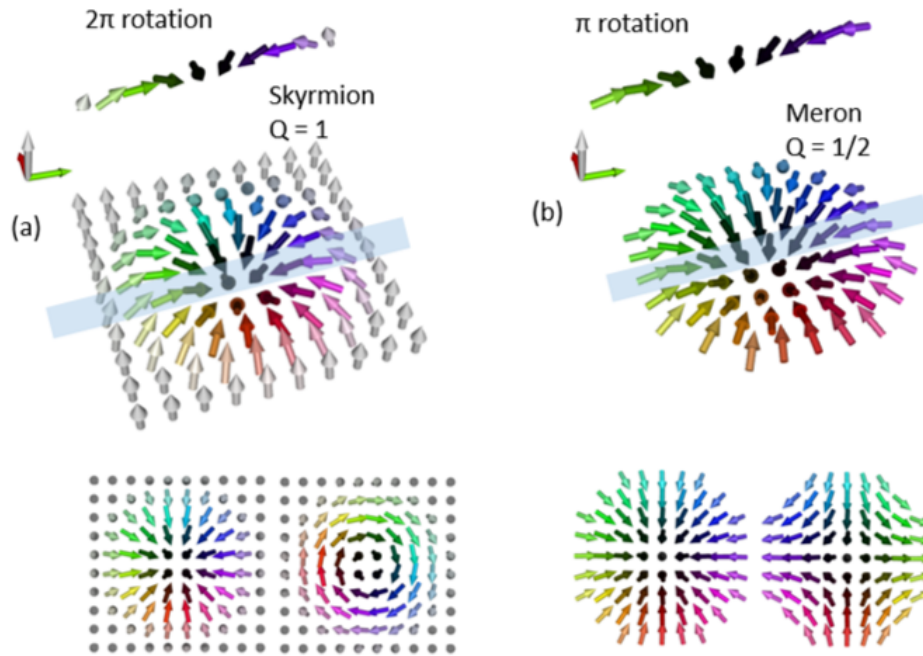 2π rotation
Skyrmion
Q = 1
(a)
π rotation
Meron
Q = 1/2
(b)